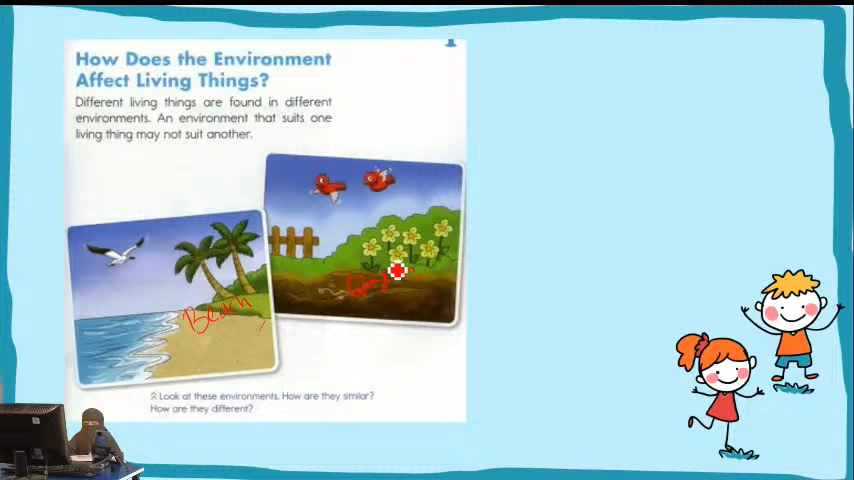 How Does the Environment
Affect Living Things?
Different living things are found in different
environments. An environment that suits one
living thing may not suit another.
Beach
Look at these environments. How are they similar?
How are they different?